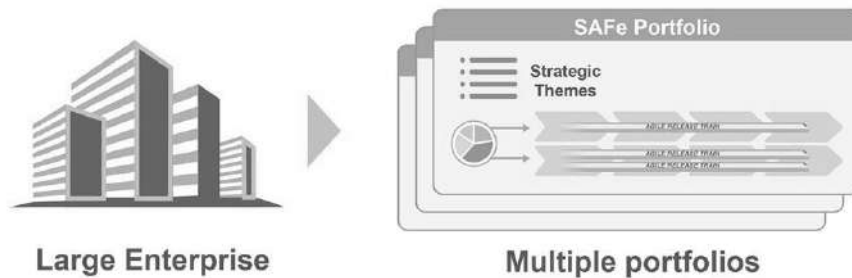 SAFe Portfolio
Strategic
Themes
AGILE RELEASE TRAIN
AGILE RELEASE TRAIN
AGILE RELEASE TRAIN
Large Enterprise
Multiple portfolios